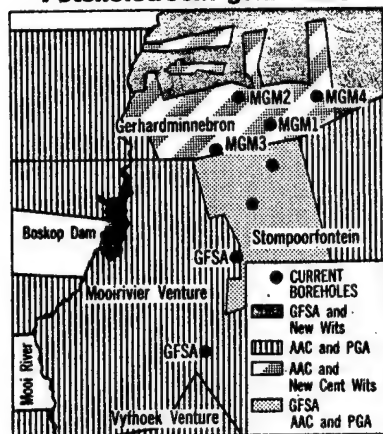 MGM2
MGM4
Gerhardminnebron
MGM1
MGM3
Boskop Dam
Stompoorfontein
GFSA
Mooirivier Venture
Mooi River
GFSA
Vyfhoek Venture
CURRENT
BOREHOLES
GFSA and
New Wits
AAC and PGA
AAC and
New Cent Wits
GFSA
AAC and PGA